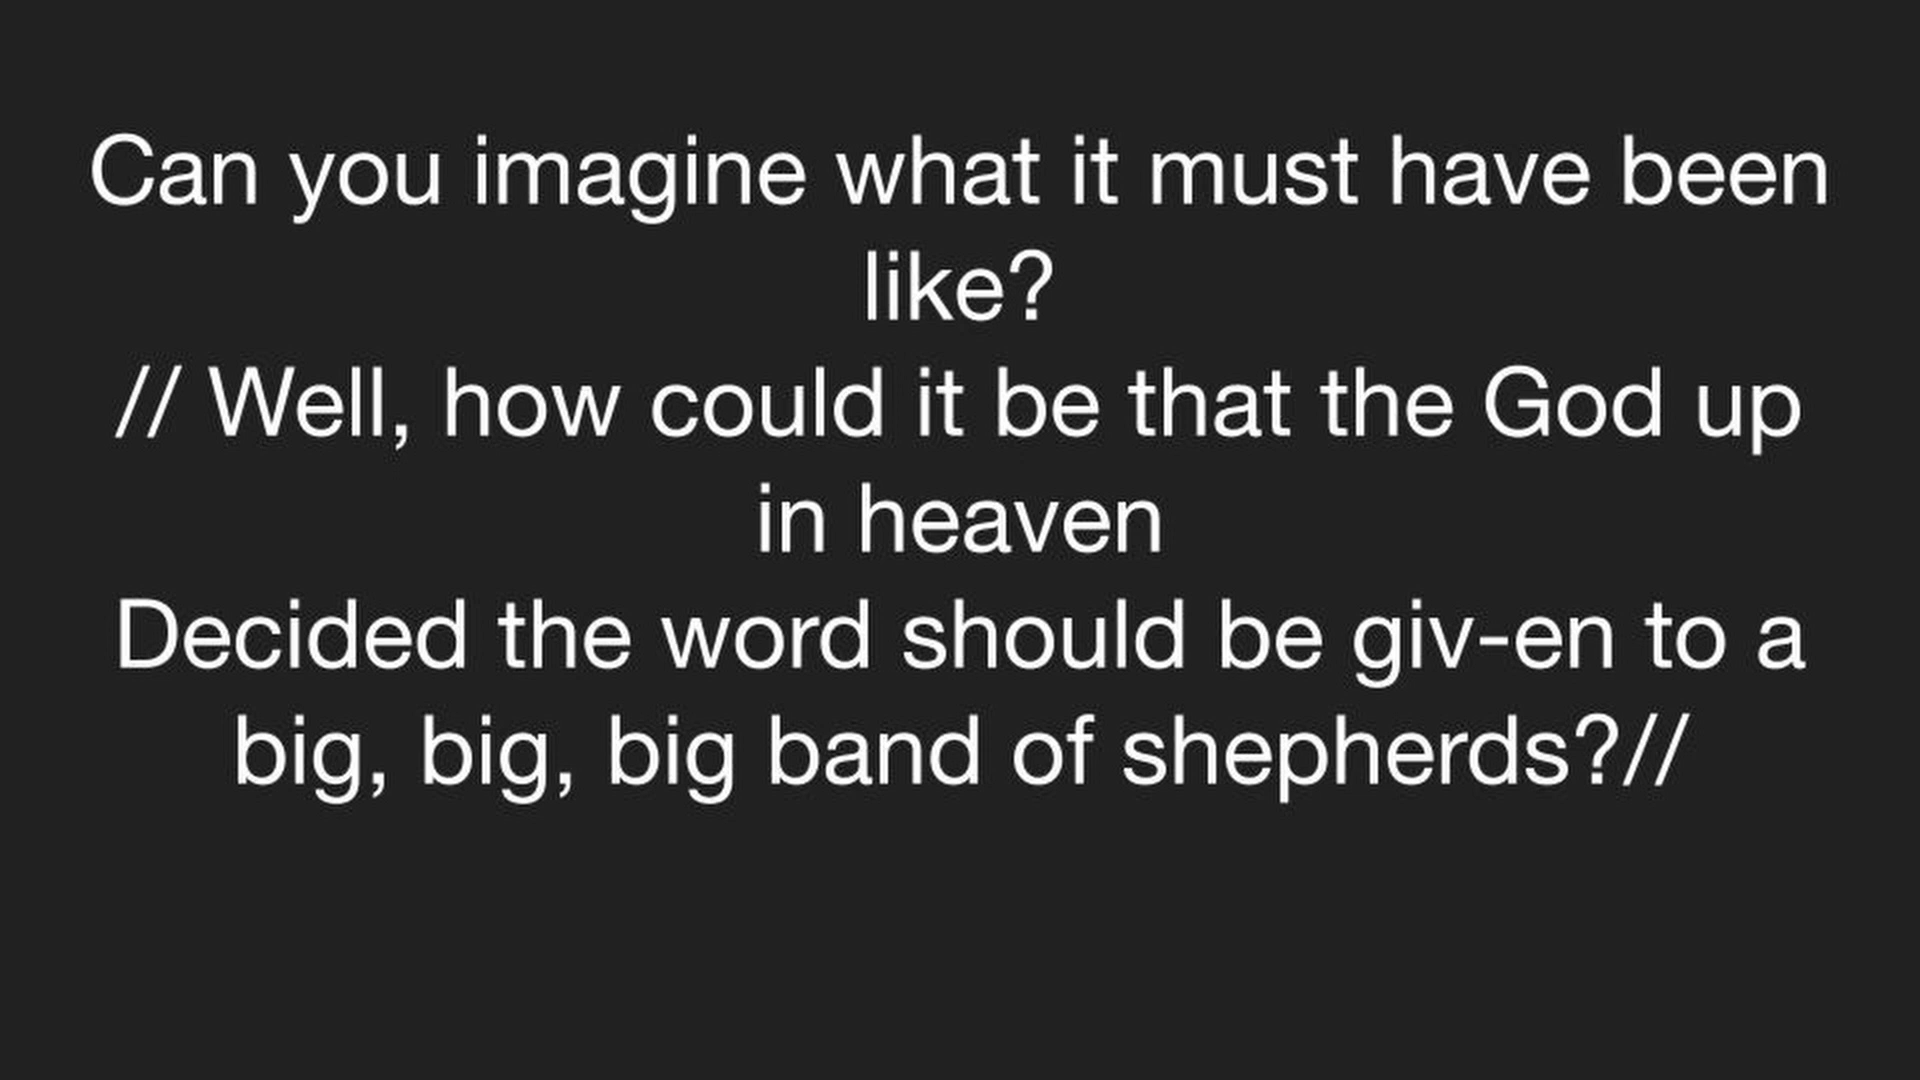 Can you imagine what it must have been
like?
// Well, how could it be that the God up
in heaven
Decided the word should be giv-en to a
big, big, big band of shepherds?//